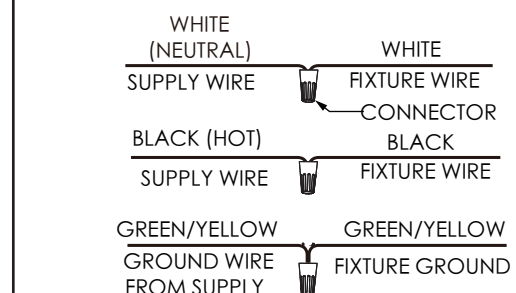 WHITE
(NEUTRAL)
WHITE
SUPPLY WIRE
FIXTURE WIRE
CONNECTOR
BLACK (HOT)
BLACK
SUPPLY WIRE
FIXTURE WIRE
GREEN/YELLOW
GREEN/YELLOW
GROUND WIRE
FROM SUPPLY
FIXTURE GROUND